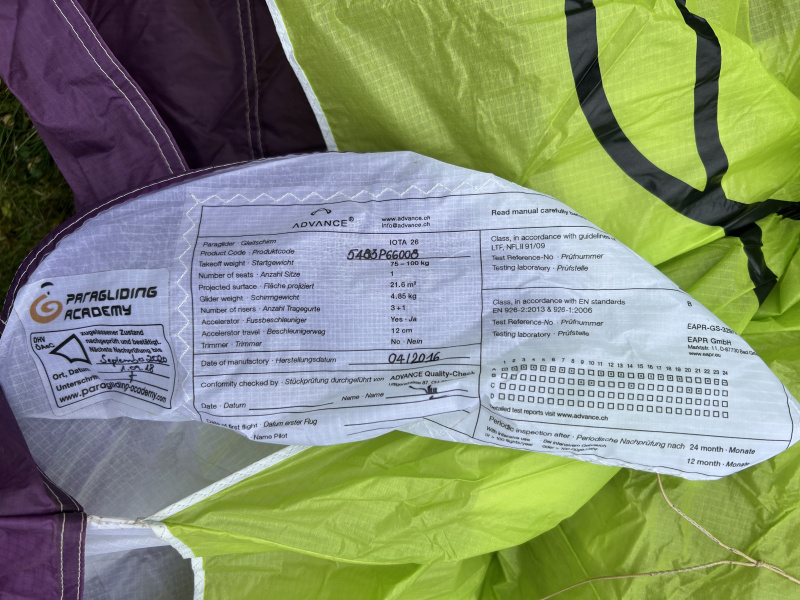 ADVANCE®
www.advance.ch
info@advance.ch
Paraglider · Gleitschirm IOTA 26
Product Code · Produktcode 5483P66008
Takeoff weight · Startgewicht 75 – 100 kg
Number of seats · Anzahl Sitze 1
Projected surface · Fläche projiziert 21.6 m²
Glider weight · Schirmgewicht 4,85 kg
Number of risers · Anzahl Tragegurte 3+1
Accelerator · Fussbeschleuniger Yes · Ja
Accelerator travel · Beschleunigerweg 12 cm
Trimmer · Trimmer No · Nein
Date of manufactory · Herstellungsdatum 04/2016
Conformity checked by · Stückprüfung durchgeführt von ADVANCE Quality-Check
Date · Datum Name · Name
first flight · Datum erster Flug
Name Pilot
Read manual carefully
Class, in accordance with guideline
LTF, NFLII 91/09
Test Reference-No · Prüfnummer
Testing laboratory · Prüfstelle
Class, in accordance with EN standards B
EN 926-2:2013 & 926-1:2006
Test Reference-No · Prüfnummer EAPR-GS-
Testing laboratory · Prüfstelle EAPR GmbH
www.eapr.eu
1 2 3 4 5 6 7 8 9 10 11 12 13 14 15 16 17 18 19 20 21 22 23 24
A
B
C
D
Detailed test reports visit www.advance.ch
Periodic inspection after · Periodische Nachprüfung nach 24 month · Monate
12 month · Monate
PARAGLIDING
ACADEMY
DHV
ÖAeC
zugelassener Zustand
nachgeprüft und bestätigt.
Nächste Nachprüfung bis
September 2020
Ort, Datum
Unterschrift
www.paragliding-academy.com